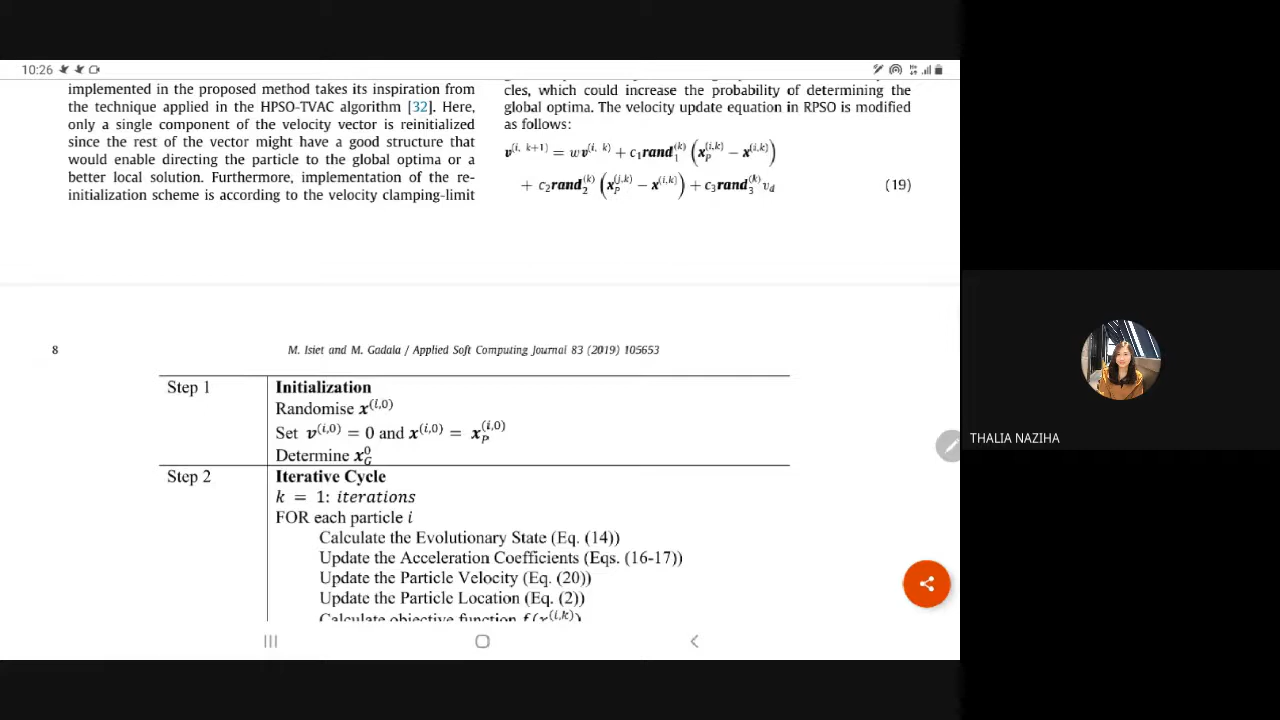 10:26
implemented in the proposed method takes its inspiration from
the technique applied in the HPSO-TVAC algorithm [32]. Here,
only a single component of the velocity vector is reinitialized
since the rest of the vector might have a good structure that
would enable directing the particle to the global optima or a
better local solution. Furthermore, implementation of the re-
initialization scheme is according to the velocity clamping-limit
cles, which could increase the probability of determining the
global optima. The velocity update equation in RPSO is modified
as follows:
v^(i, k+1) = wv^(i, k) + c₁rand₁^(k) (x_P^(i,k) − x^(i,k))
+ c₂rand₂^(k) (x_P^(j,k) − x^(i,k)) + c₃rand₃^(k) v_d (19)
8 M. Isiet and M. Gadala / Applied Soft Computing Journal 83 (2019) 105653
Step 1 Initialization
Randomise x^(i,0)
Set v^(i,0) = 0 and x^(i,0) = x_P^(i,0)
Determine x_G^0
Step 2 Iterative Cycle
k = 1: iterations
FOR each particle i
Calculate the Evolutionary State (Eq. (14))
Update the Acceleration Coefficients (Eqs. (16-17))
Update the Particle Velocity (Eq. (20))
Update the Particle Location (Eq. (2))
Calculate objective function f(x^(i,k))
THALIA NAZIHA